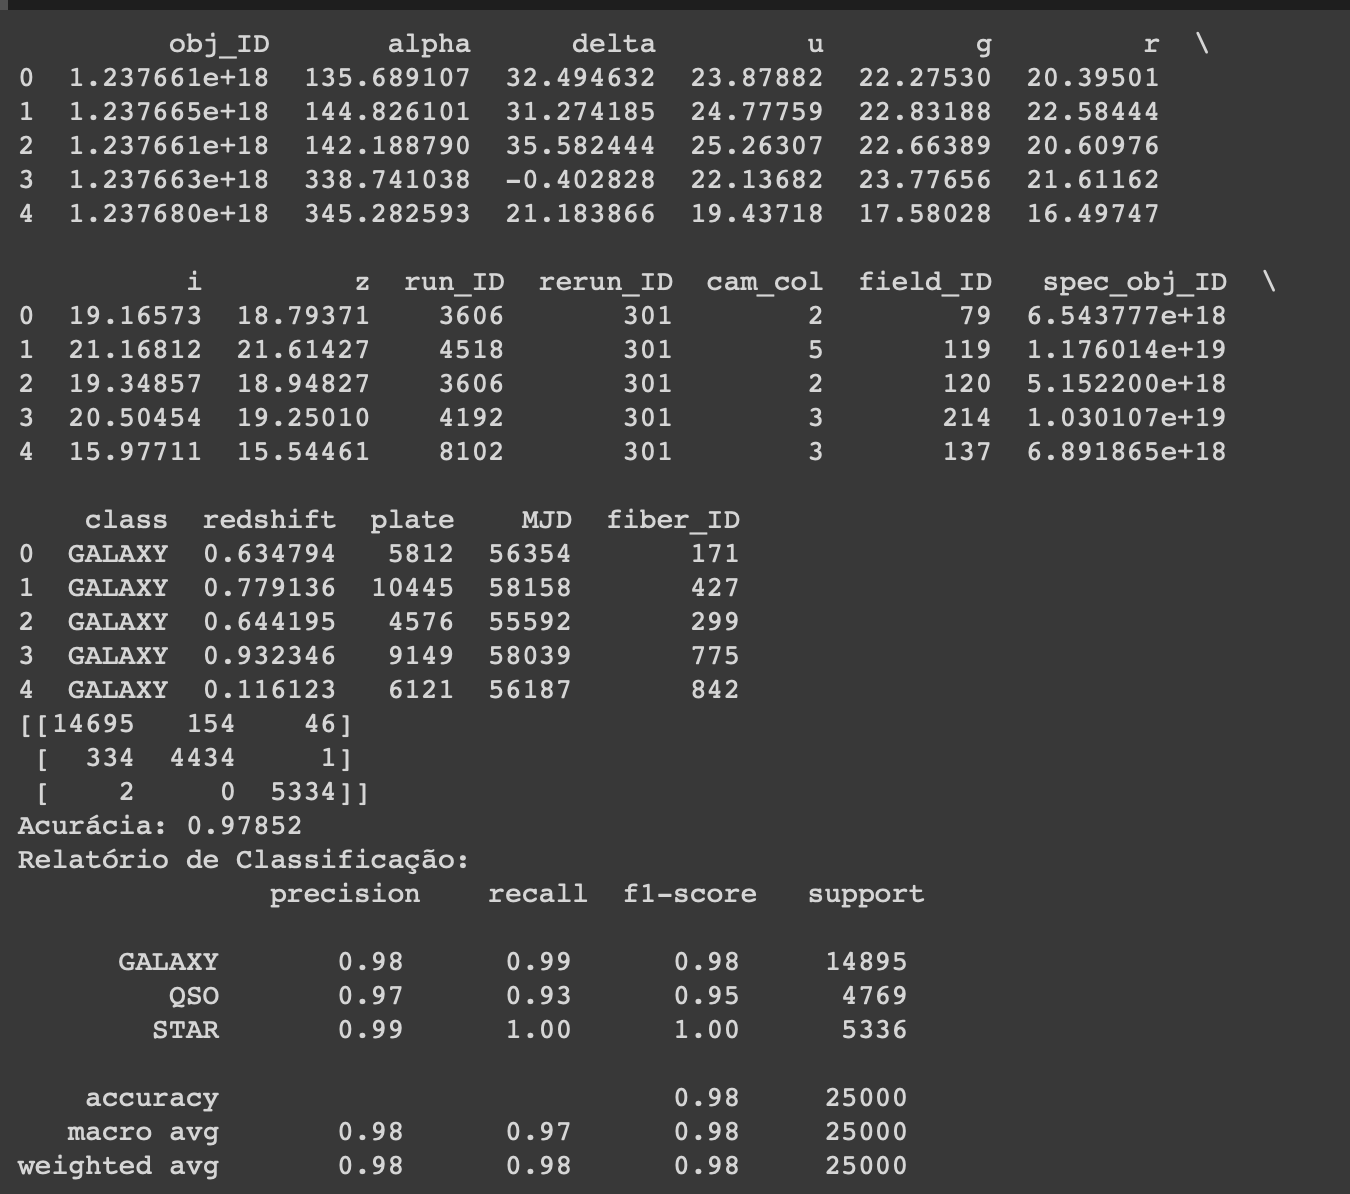 obj_ID alpha delta u g r \
0 1.237661e+18 135.689107 32.494632 23.87882 22.27530 20.39501
1 1.237665e+18 144.826101 31.274185 24.77759 22.83188 22.58444
2 1.237661e+18 142.188790 35.582444 25.26307 22.66389 20.60976
3 1.237663e+18 338.741038 -0.402828 22.13682 23.77656 21.61162
4 1.237680e+18 345.282593 21.183866 19.43718 17.58028 16.49747
i z run_ID rerun_ID cam_col field_ID spec_obj_ID \
0 19.16573 18.79371 3606 301 2 79 6.543777e+18
1 21.16812 21.61427 4518 301 5 119 1.176014e+19
2 19.34857 18.94827 3606 301 2 120 5.152200e+18
3 20.50454 19.25010 4192 301 3 214 1.030107e+19
4 15.97711 15.54461 8102 301 3 137 6.891865e+18
class redshift plate MJD fiber_ID
0 GALAXY 0.634794 5812 56354 171
1 GALAXY 0.779136 10445 58158 427
2 GALAXY 0.644195 4576 55592 299
3 GALAXY 0.932346 9149 58039 775
4 GALAXY 0.116123 6121 56187 842
[[14695 154 46]
[ 334 4434 1]
[ 2 0 5334]]
Acurácia: 0.97852
Relatório de Classificação:
precision recall f1-score support
GALAXY 0.98 0.99 0.98 14895
QSO 0.97 0.93 0.95 4769
STAR 0.99 1.00 1.00 5336
accuracy 0.98 25000
macro avg 0.98 0.97 0.98 25000
weighted avg 0.98 0.98 0.98 25000